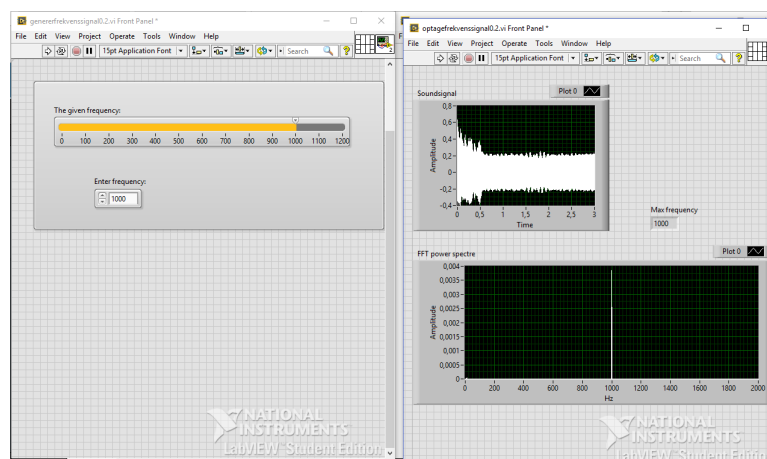 genererfrekvenssignal0.2.vi Front Panel *
File Edit View Project Operate Tools Window Help
15pt Application Font
Search
2
The given frequency:
0 100 200 300 400 500 600 700 800 900 1000 1100 1200
Enter frequency:
1000
NATIONAL
INSTRUMENTS
LabVIEW Student Edition
optagefrekvenssignal0.2.vi Front Panel *
File Edit View Project Operate Tools Window Help
15pt Application Font
Search
Soundsignal
Plot 0
Amplitude
0,8
0,6
0,4
0,2
0
-0,2
-0,4
0 0,5 1 1,5 2 2,5 3
Time
Max frequency
1000
FFT power spectre
Plot 0
Amplitude
0,004
0,0035
0,003
0,0025
0,002
0,0015
0,001
0,0005
0
0 200 400 600 800 1000 1200 1400 1600 1800 2000
Hz
NATIONAL
INSTRUMENTS
LabVIEW Student Edition